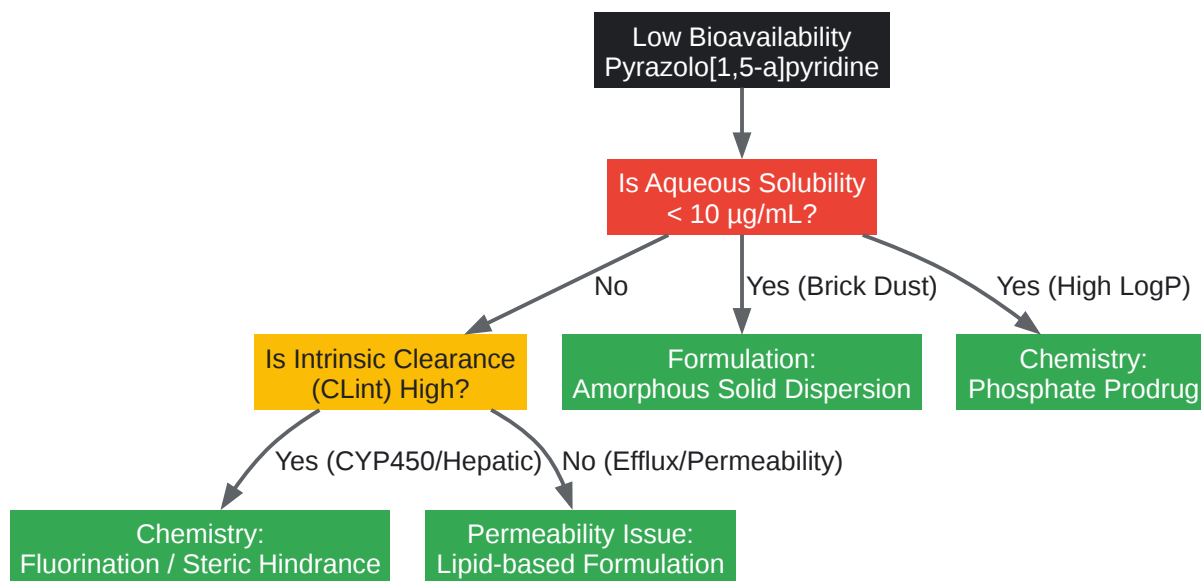 Low Bioavailability
Pyrazolo[1,5-a]pyridine
Is Aqueous Solubility
< 10 µg/mL?
No
Yes (Brick Dust)
Yes (High LogP)
Is Intrinsic Clearance
(CLint) High?
Formulation:
Amorphous Solid Dispersion
Chemistry:
Phosphate Prodrug
Yes (CYP450/Hepatic)
No (Efflux/Permeability)
Chemistry:
Fluorination / Steric Hindrance
Permeability Issue:
Lipid-based Formulation